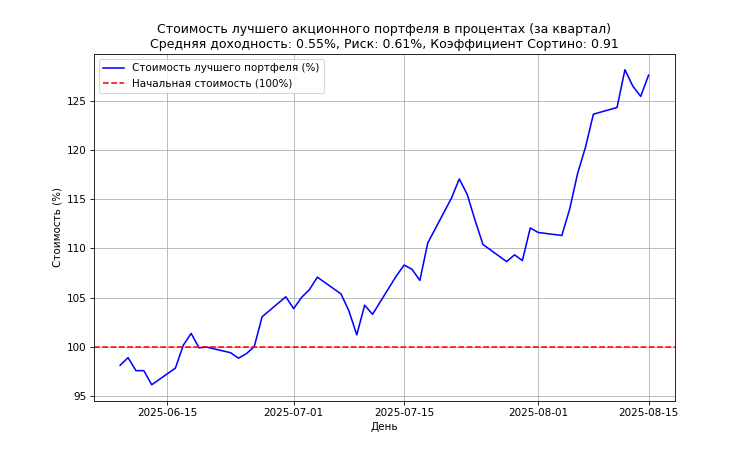 Стоимость лучшего акционного портфеля в процентах (за квартал)
Средняя доходность: 0.55%, Риск: 0.61%, Коэффициент Сортино: 0.91
Стоимость лучшего портфеля (%)
Начальная стоимость (100%)
Стоимость (%)
125
120
115
110
105
100
95
2025-06-15
2025-07-01
2025-07-15
2025-08-01
2025-08-15
День